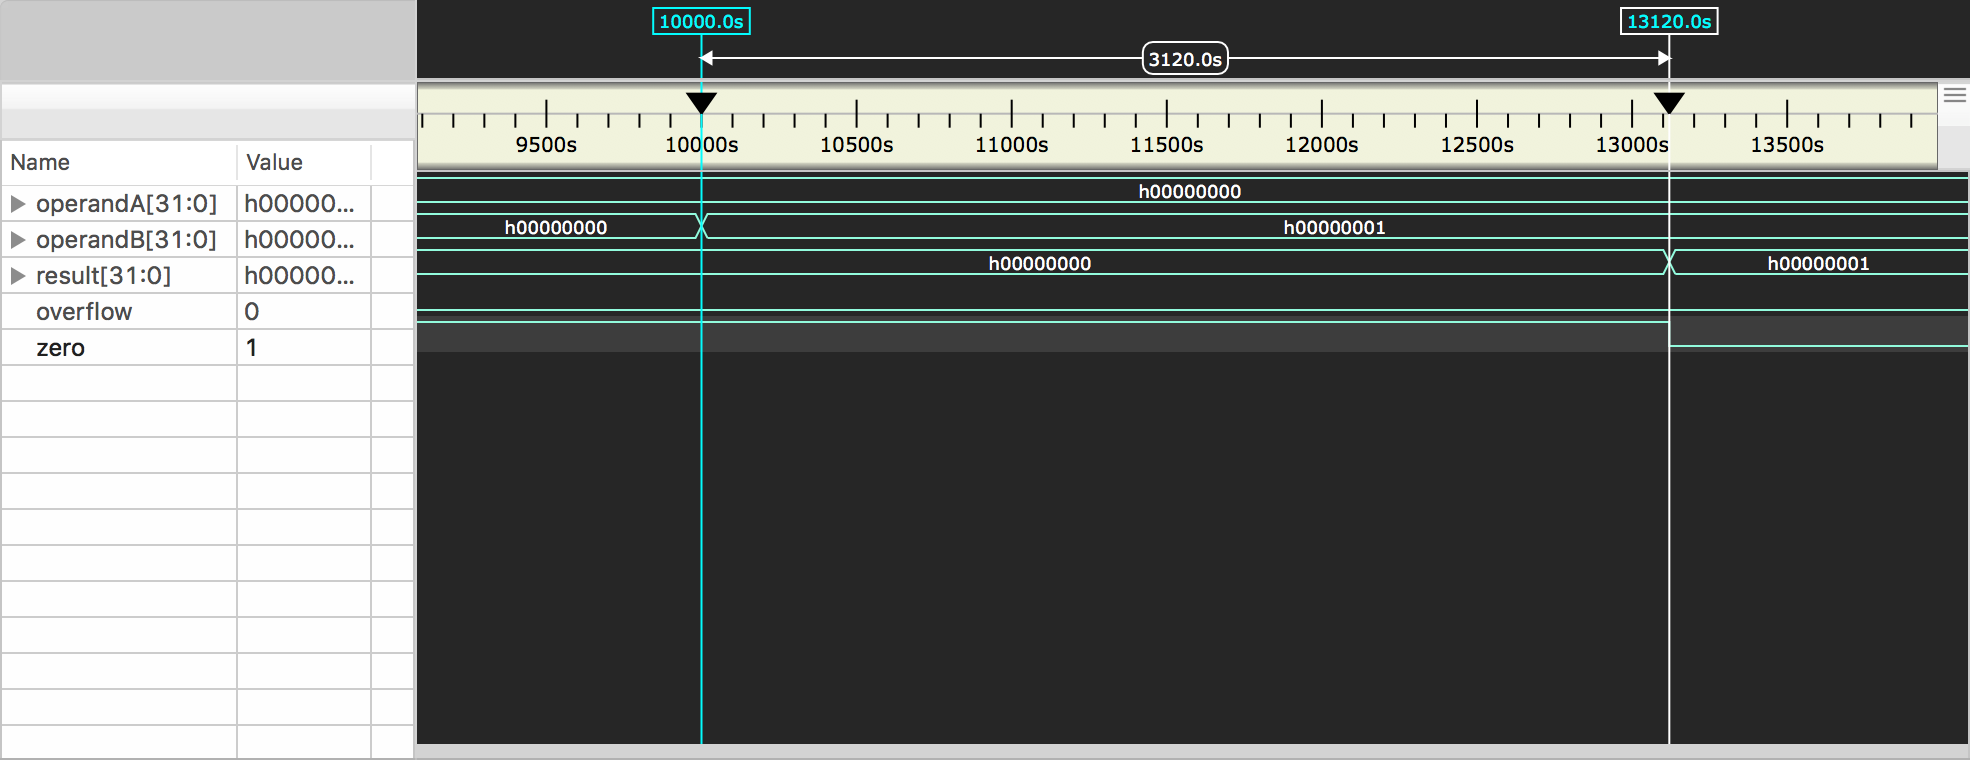 10000.0s 13120.0s
3120.0s
9500s 10000s 10500s 11000s 11500s 12000s 12500s 13000s 13500s
Name Value
operandA[31:0] h00000... h00000000
operandB[31:0] h00000... h00000000 h00000001
result[31:0] h00000... h00000000 h00000001
overflow 0
zero 1